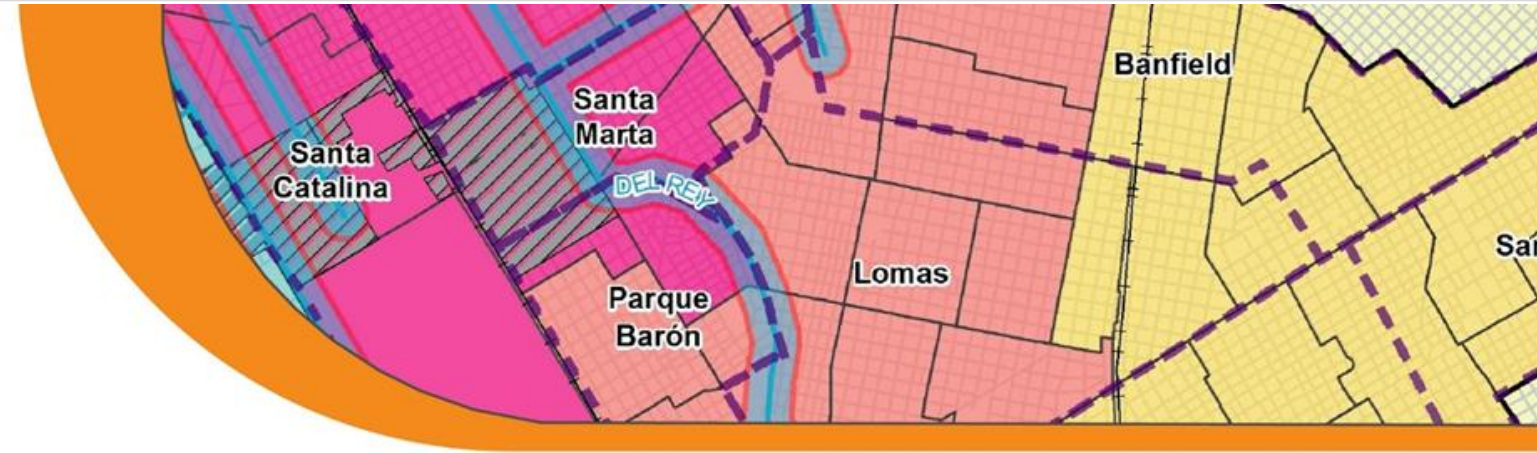 Banfield
Santa
Marta
Santa
Catalina
DEL REY
Lomas
Parque
Barón